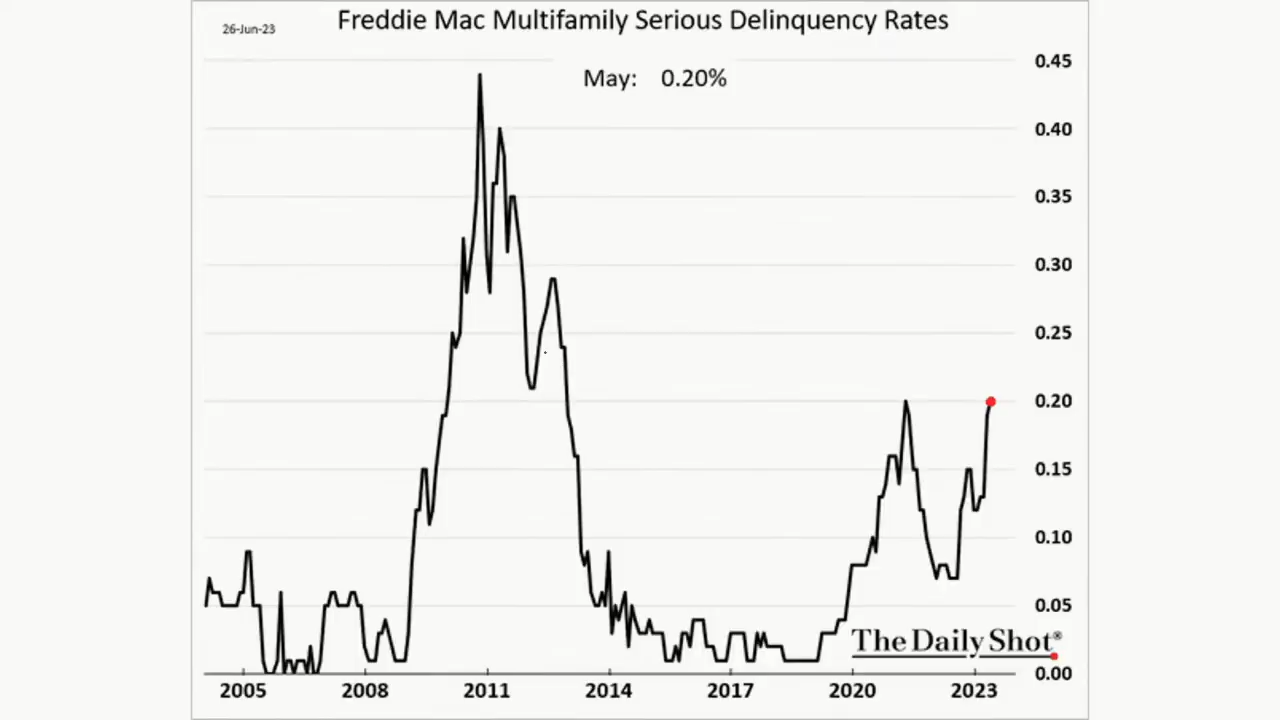 Freddie Mac Multifamily Serious Delinquency Rates
26-Jun-23
May: 0.20%
0.45
0.40
0.35
0.30
0.25
0.20
0.15
0.10
0.05
The Daily Shot®
0.00
2005 2008 2011 2014 2017 2020 2023